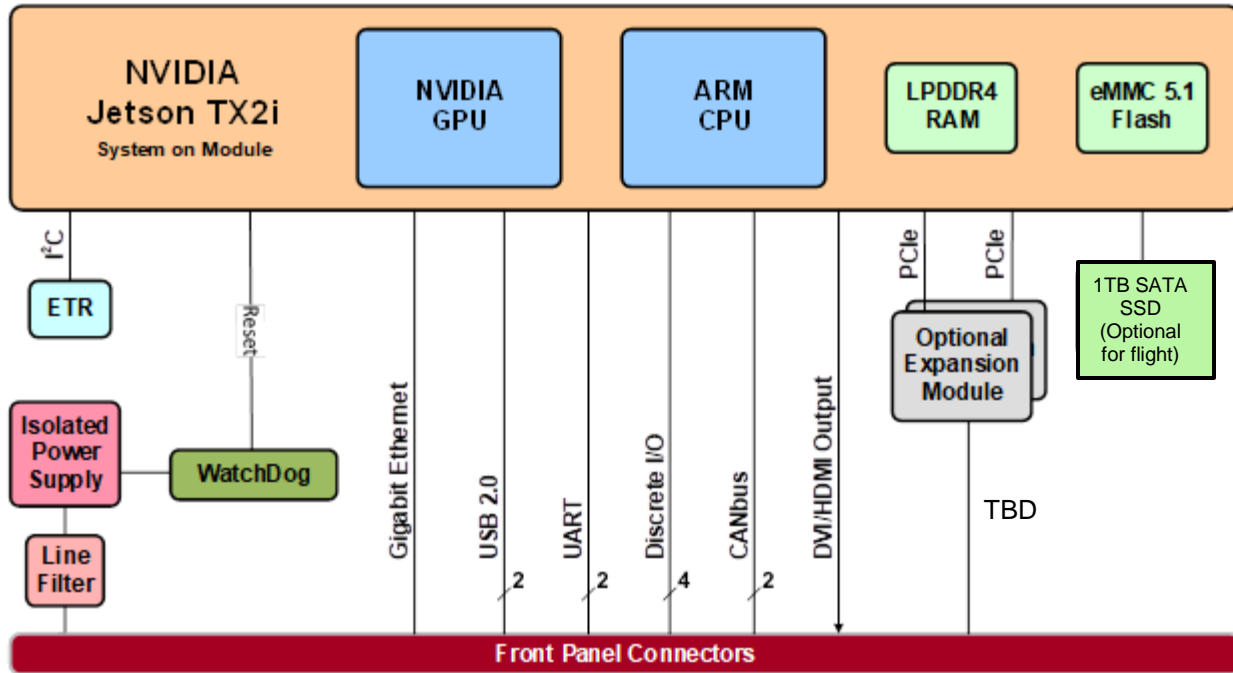 NVIDIA
Jetson TX2i
System on Module
NVIDIA
GPU
ARM
CPU
LPDDR4
RAM
eMMC 5.1
Flash
I²C
ETR
Reset
PCIe
PCIe
1TB SATA
SSD
(Optional
for flight)
Optional
Expansion
Module
Isolated
Power
Supply
WatchDog
Line
Filter
Gigabit Ethernet
USB 2.0
2
UART
2
Discrete I/O
4
CANbus
2
DVI/HDMI Output
TBD
Front Panel Connectors